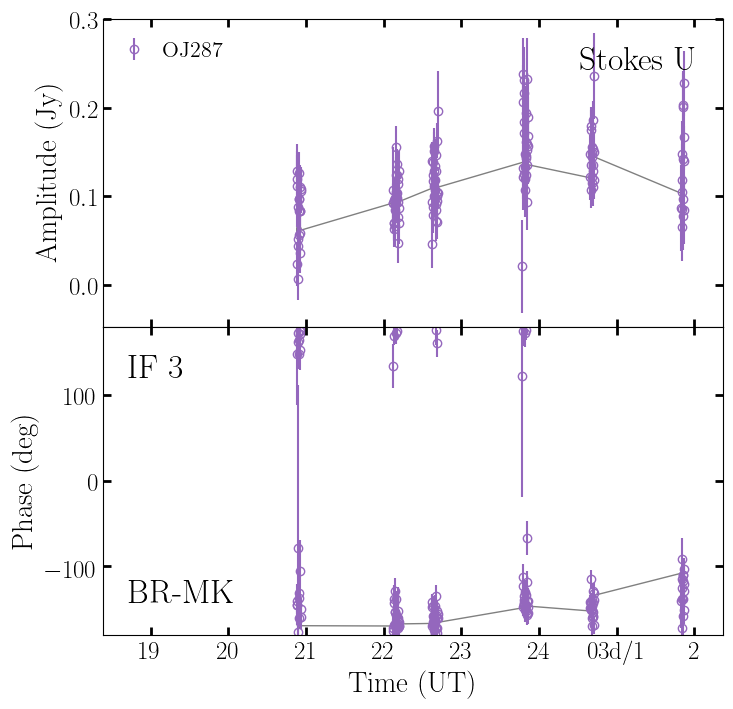 0.3
OJ287
Stokes U
0.2
0.1
0.0
Amplitude (Jy)
IF 3
100
0
−100
Phase (deg)
BR-MK
19 20 21 22 23 24 03d/1 2
Time (UT)